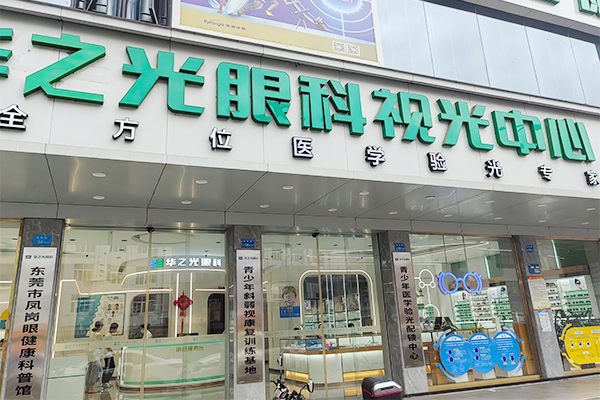 华之光眼科视光中心
全方位医学验光专家
华之光眼科
东莞市凤岗眼健康科普馆
青少年斜弱视康复训练基地
青少年医学验光配镜中心